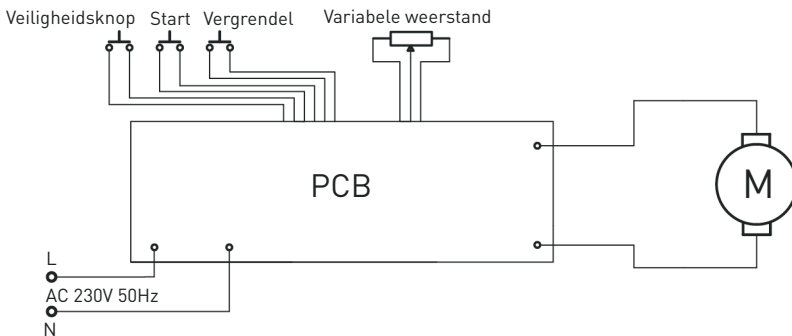 Veiligheidsknop Start Vergrendel Variabele weerstand
PCB
M
L
AC 230V 50Hz
N